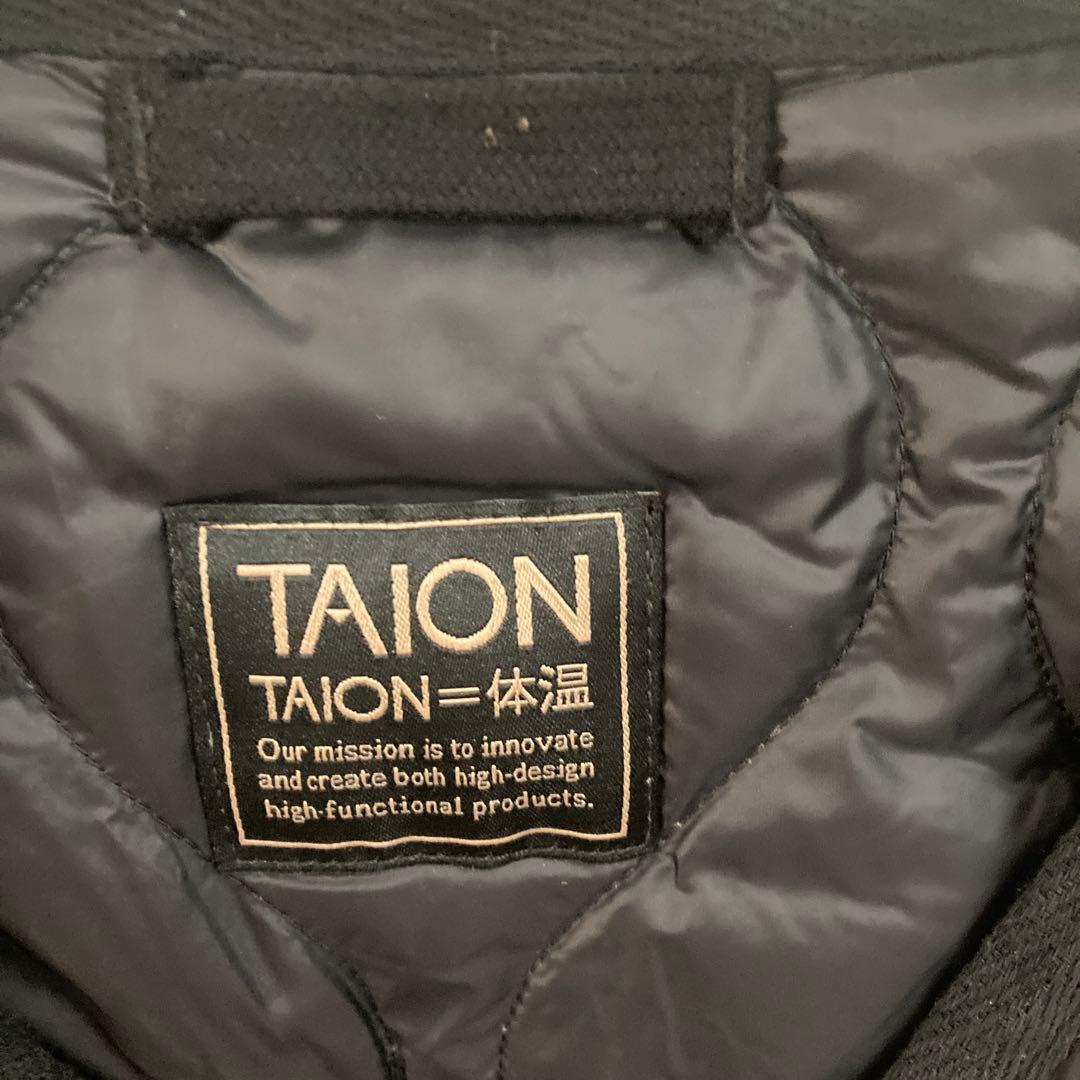 TAION
TAION=体温
Our mission is to innovate
and create both high-design
high-functional products.